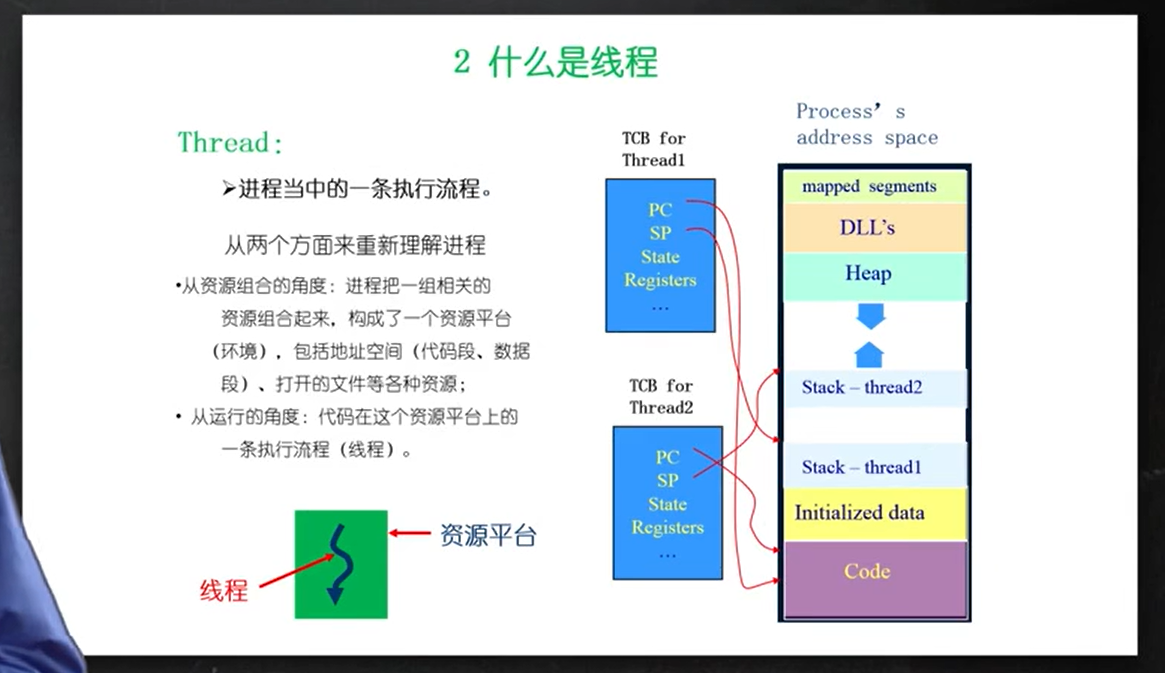 2 什么是线程
Thread:
➢进程当中的一条执行流程。
从两个方面来重新理解进程
•从资源组合的角度：进程把一组相关的
资源组合起来，构成了一个资源平台
（环境），包括地址空间（代码段、数据
段）、打开的文件等各种资源；
• 从运行的角度：代码在这个资源平台上的
一条执行流程（线程）。
资源平台
线程
TCB for
Thread1
PC
SP
State
Registers
...
TCB for
Thread2
PC
SP
State
Registers
...
Process's
address space
mapped segments
DLL's
Heap
Stack – thread2
Stack – thread1
Initialized data
Code